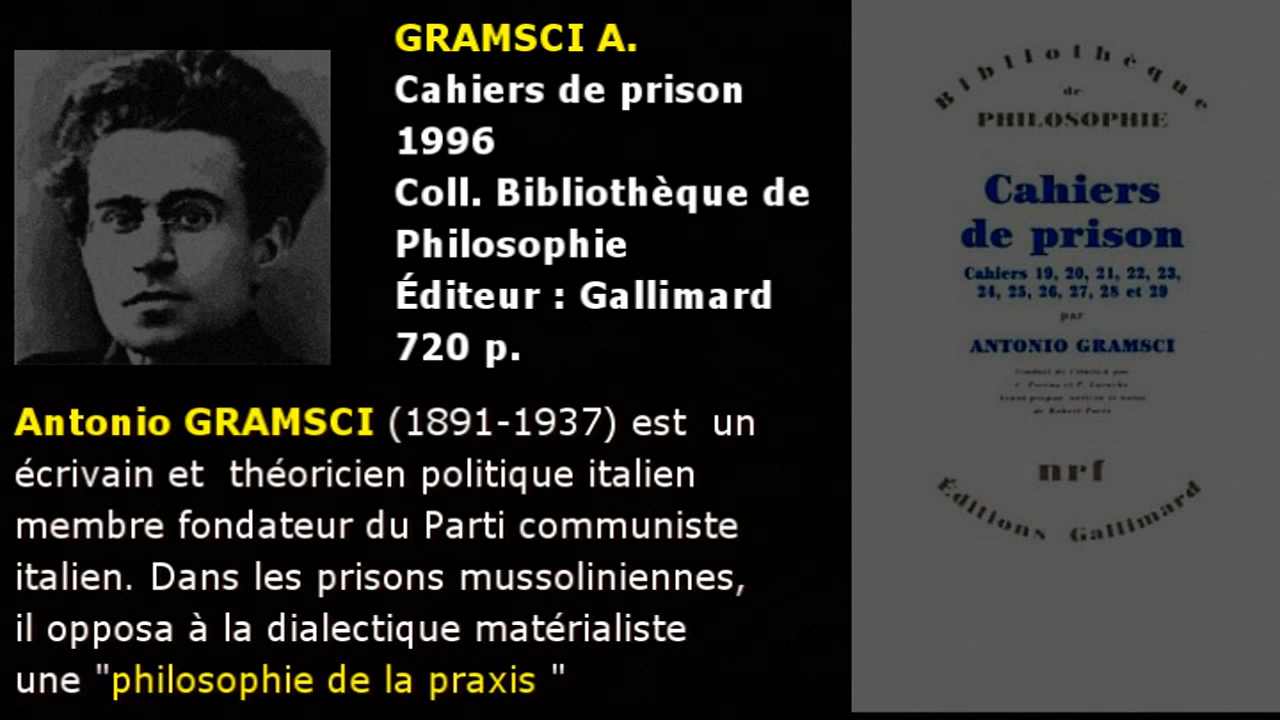 GRAMSCI A.
Cahiers de prison
1996
Coll. Bibliothèque de
Philosophie
Éditeur : Gallimard
720 p.
Antonio GRAMSCI (1891-1937) est un
écrivain et théoricien politique italien
membre fondateur du Parti communiste
italien. Dans les prisons mussoliniennes,
il opposa à la dialectique matérialiste
une "philosophie de la praxis "
Bibliothèque
de
PHILOSOPHIE
Cahiers
de prison
Cahiers 19, 20, 21, 22, 23,
24, 25, 26, 27, 28 et 29
par
ANTONIO GRAMSCI
de Robert Paris
nrf
Éditions Gallimard